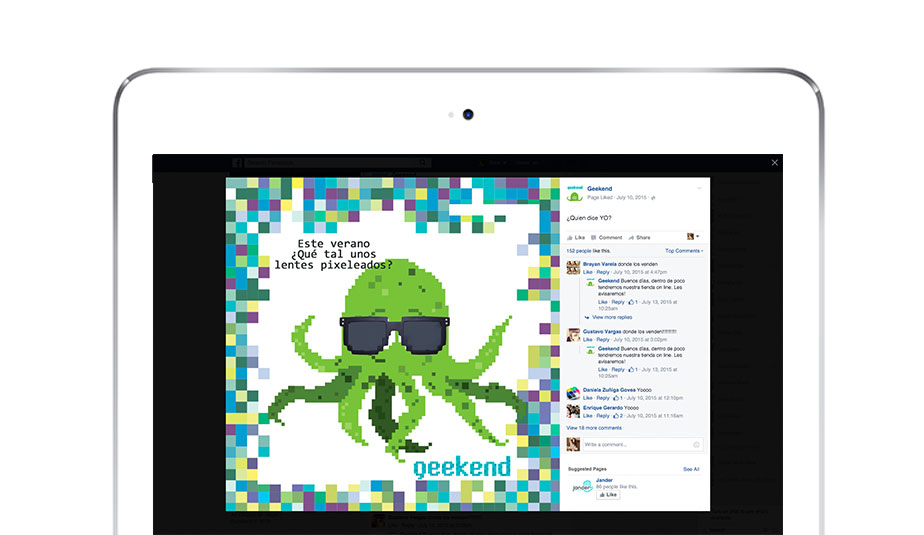 Search Facebook
Este verano
¿Qué tal unos
lentes pixeleados?
geekend
Geekend
Page Liked · July 10, 2015 ·
¿Quien dice YO?
Like Comment Share
152 people like this.
Top Comments
Brayan Varela donde los venden
Like · Reply · July 10, 2015 at 4:47pm
Geekend Buenos días, dentro de poco
tendremos nuestra tienda on line. Les
avisaremos!
Like · Reply · 1 · July 13, 2015 at
10:25am
View more replies
Gustavo Vargas donde los venden!!!!!!!!!!
Like · Reply · July 10, 2015 at 3:02pm
Geekend Buenos días, dentro de poco
tendremos nuestra tienda on line. Les
avisaremos!
Like · Reply · 1 · July 13, 2015 at
10:25am
Daniela Zuñiga Govea Yoooo
Like · Reply · 1 · July 10, 2015 at 12:15pm
Enrique Gerardo Yoooo
Like · Reply · 2 · July 10, 2015 at 11:16am
View 16 more comments
Write a comment...
Suggested Pages
See All
Jander
jander
86 people like this.
Like